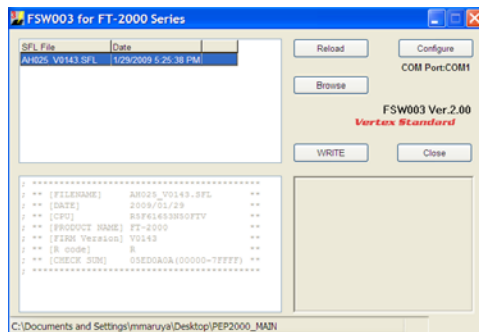 FSW003 for FT-2000 Series
SFL File Date
AH025_V0143.SFL 1/29/2009 5:25:38 PM
Reload Configure
COM Port:COM1
Browse
FSW003 Ver.2.00
Vertex Standard
WRITE Close
; ****************************************
; ** [FILENAME] AH025_V0143.SFL **
; ** [DATE] 2009/01/29 **
; ** [CPU] R5F61653N50FTV **
; ** [PRODUCT NAME] FT-2000 **
; ** [FIRM Version] V0143 **
; ** [R code] R **
; ** [CHECK SUM] 05ED0A0A(00000-7FFFF) **
; ****************************************
C:\Documents and Settings\mmaruya\Desktop\PEP2000_MAIN